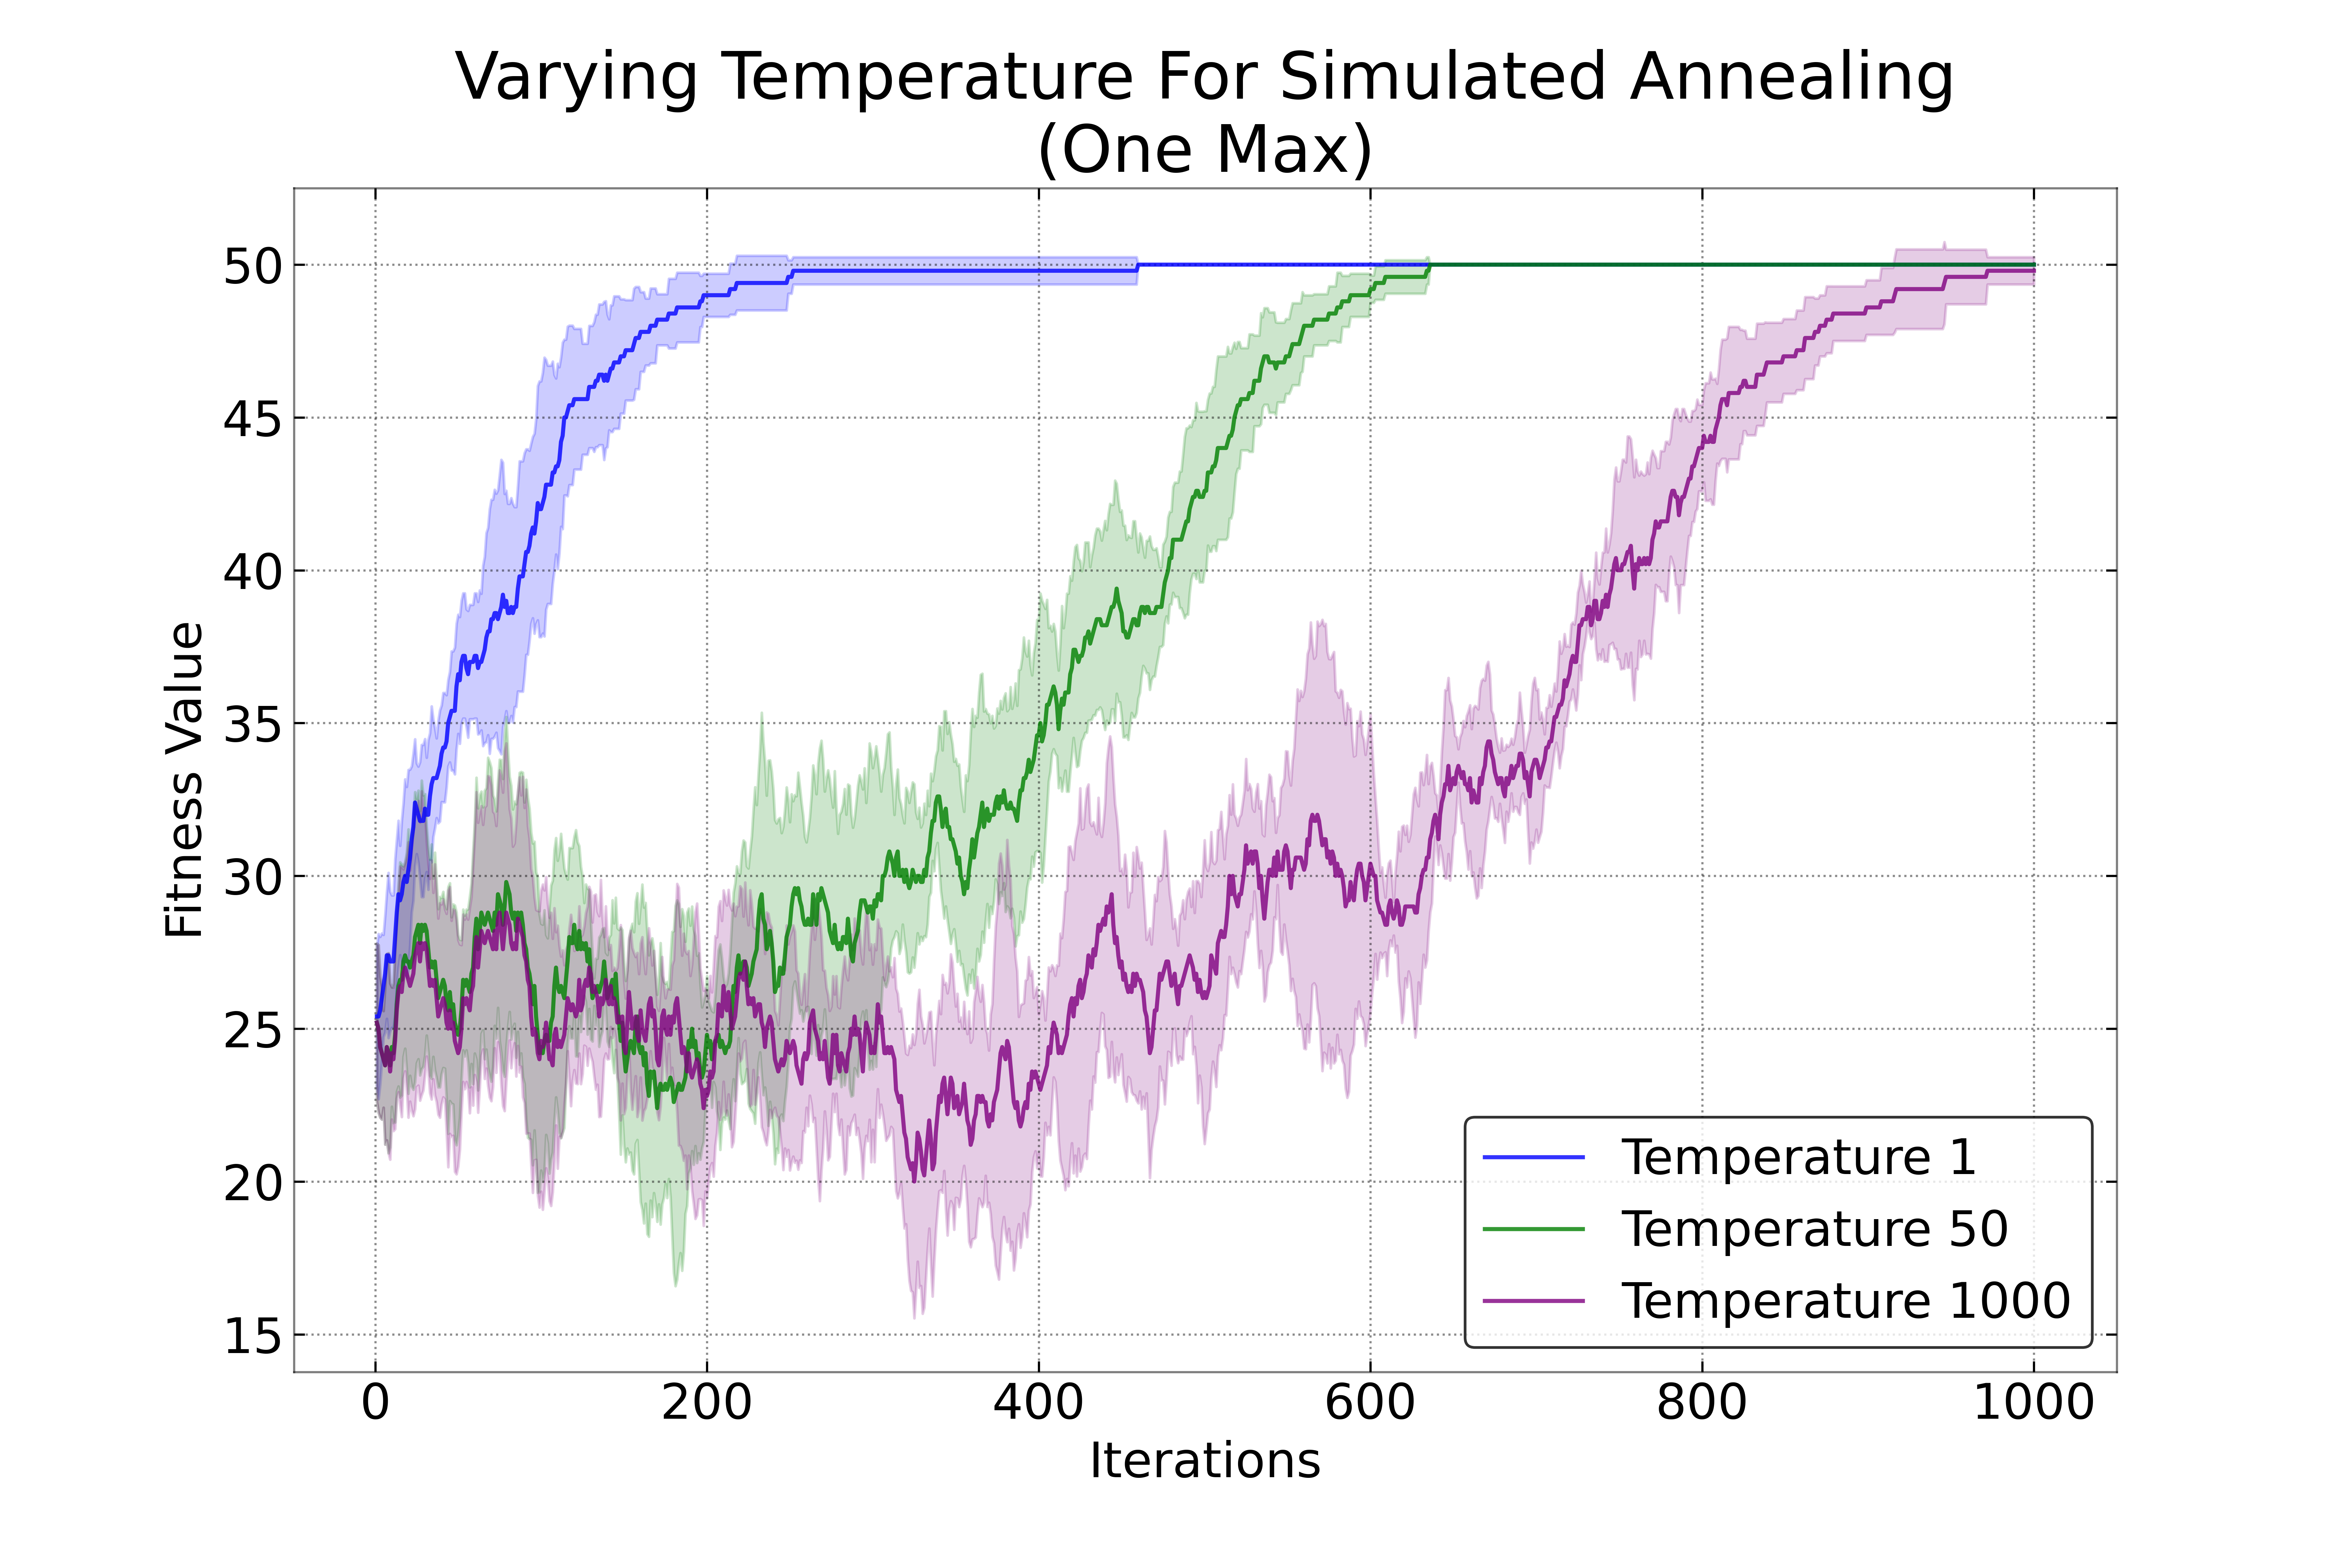 Varying Temperature For Simulated Annealing
(One Max)
50
45
40
35
30
25
20
15
Fitness Value
Temperature 1
Temperature 50
Temperature 1000
0 200 400 600 800 1000
Iterations